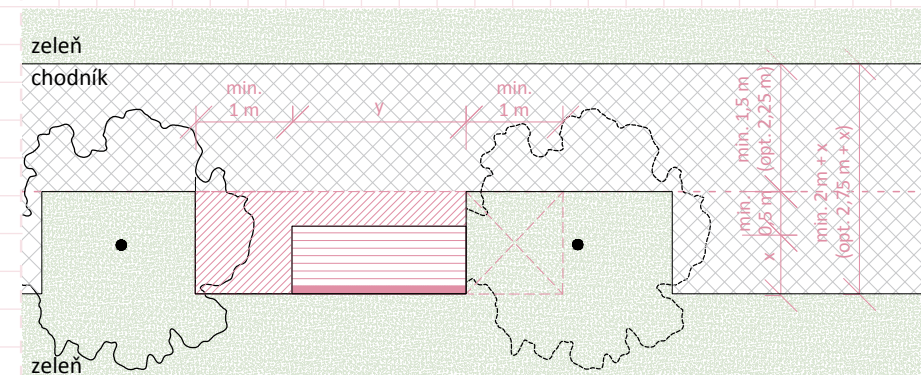 zeleň
chodník
min.
1 m
y
min.
1 m
min. 1,5 m
(opt. 2,25 m)
min.
0,5 m
x
min. 2 m + x
(opt. 2,75 m + x)
zeleň